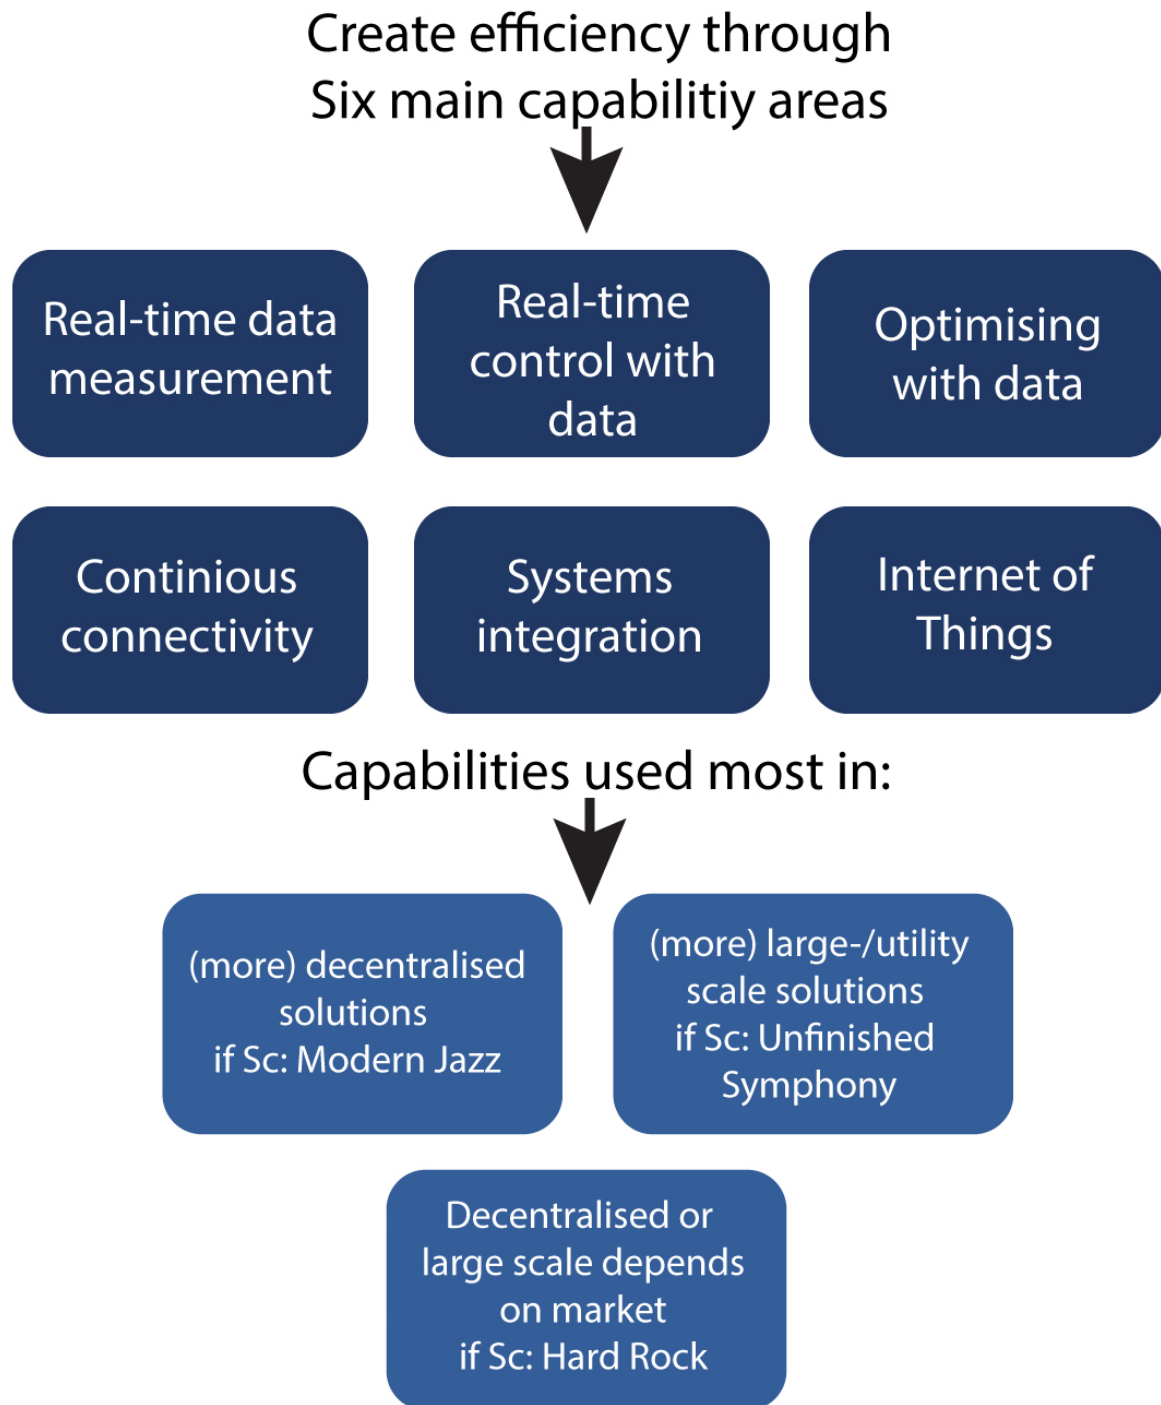 Create efficiency through
Six main capabilitiy areas
Real-time data
measurement
Real-time
control with
data
Optimising
with data
Continious
connectivity
Systems
integration
Internet of
Things
Capabilities used most in:
(more) decentralised
solutions
if Sc: Modern Jazz
(more) large-/utility
scale solutions
if Sc: Unfinished
Symphony
Decentralised or
large scale depends
on market
if Sc: Hard Rock